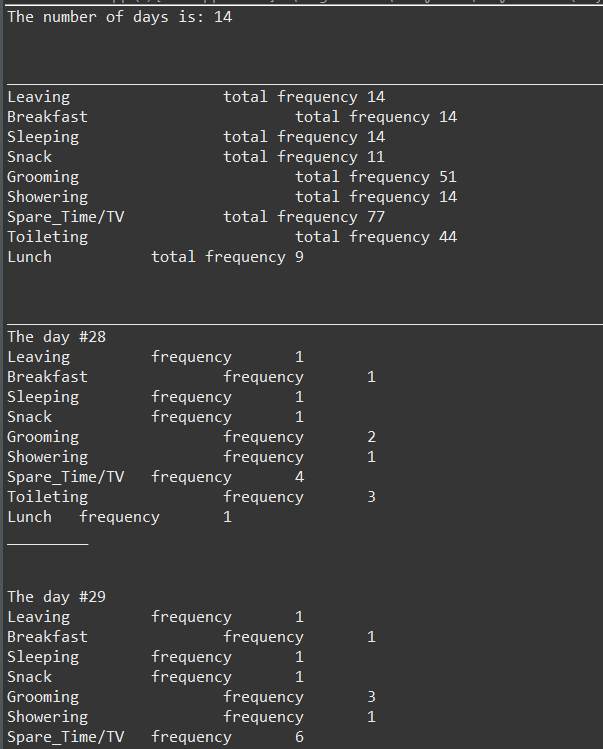 The number of days is: 14
Leaving total frequency 14
Breakfast total frequency 14
Sleeping total frequency 14
Snack total frequency 11
Grooming total frequency 51
Showering total frequency 14
Spare_Time/TV total frequency 77
Toileting total frequency 44
Lunch total frequency 9
The day #28
Leaving frequency 1
Breakfast frequency 1
Sleeping frequency 1
Snack frequency 1
Grooming frequency 2
Showering frequency 1
Spare_Time/TV frequency 4
Toileting frequency 3
Lunch frequency 1
_________
The day #29
Leaving frequency 1
Breakfast frequency 1
Sleeping frequency 1
Snack frequency 1
Grooming frequency 3
Showering frequency 1
Spare_Time/TV frequency 6